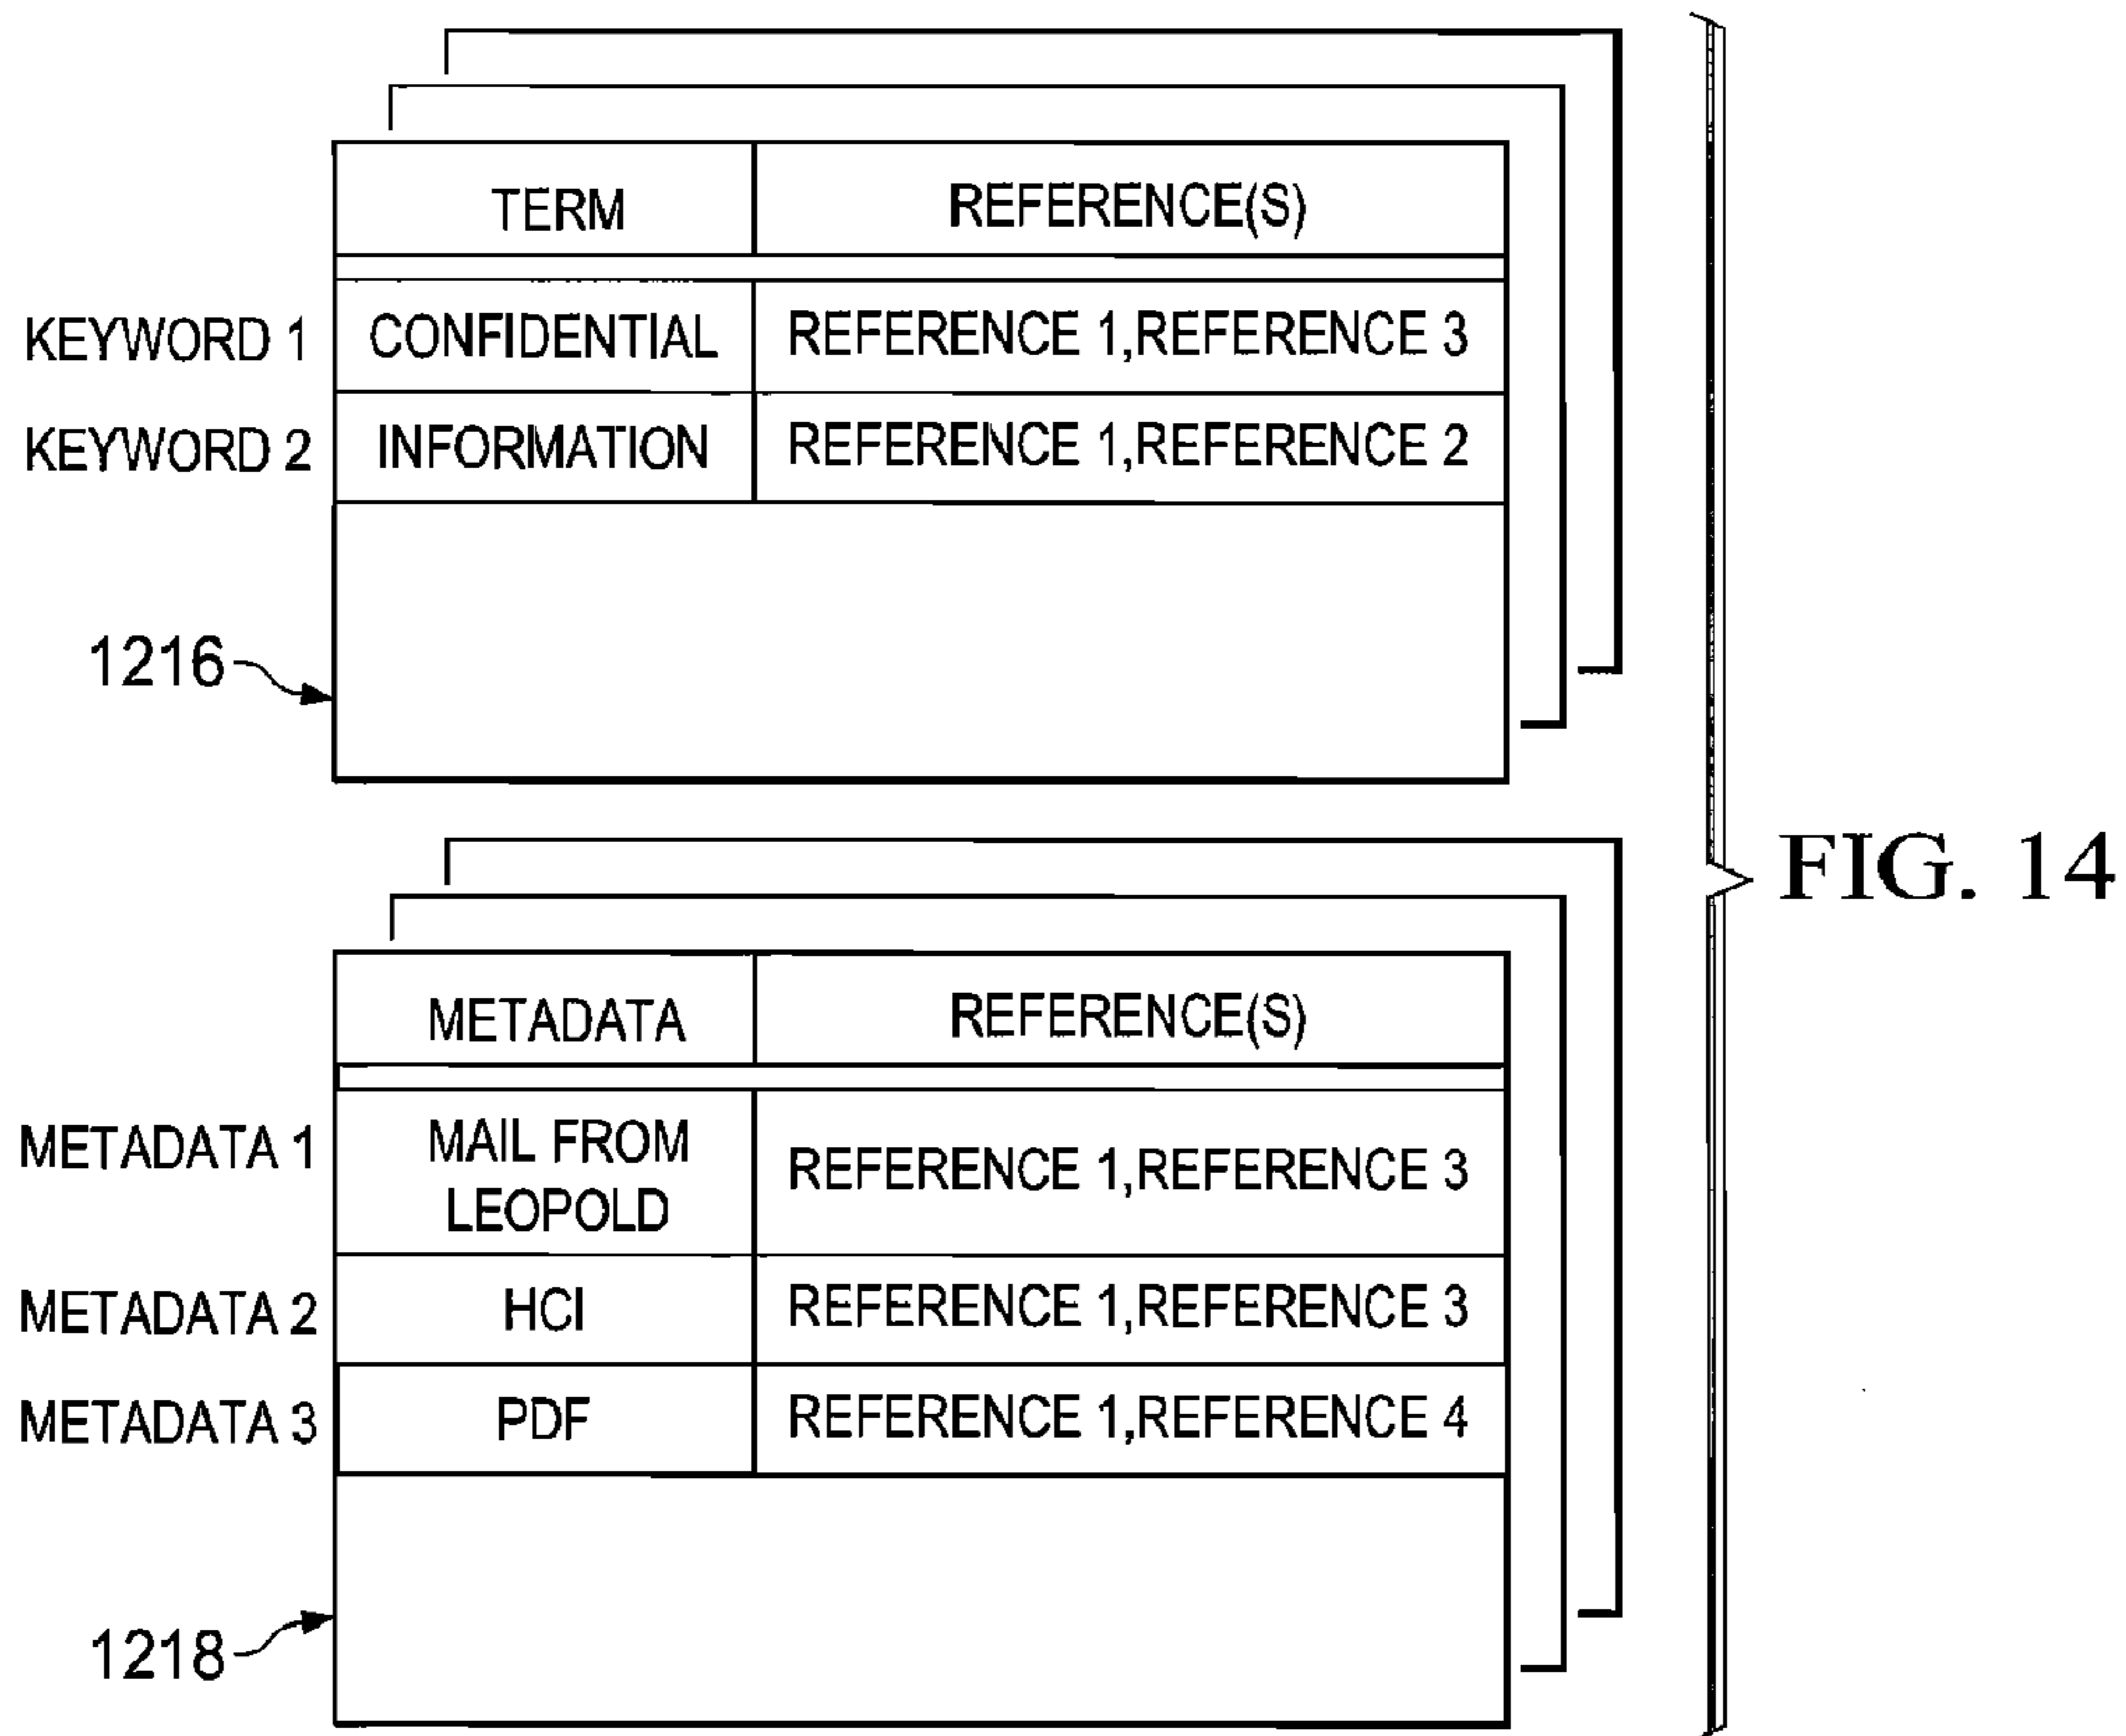 TERM REFERENCE(S)
KEYWORD 1 CONFIDENTIAL REFERENCE 1,REFERENCE 3
KEYWORD 2 INFORMATION REFERENCE 1,REFERENCE 2
1216
METADATA REFERENCE(S)
METADATA 1 MAIL FROM LEOPOLD REFERENCE 1,REFERENCE 3
METADATA 2 HCI REFERENCE 1,REFERENCE 3
METADATA 3 PDF REFERENCE 1,REFERENCE 4
1218
FIG. 14